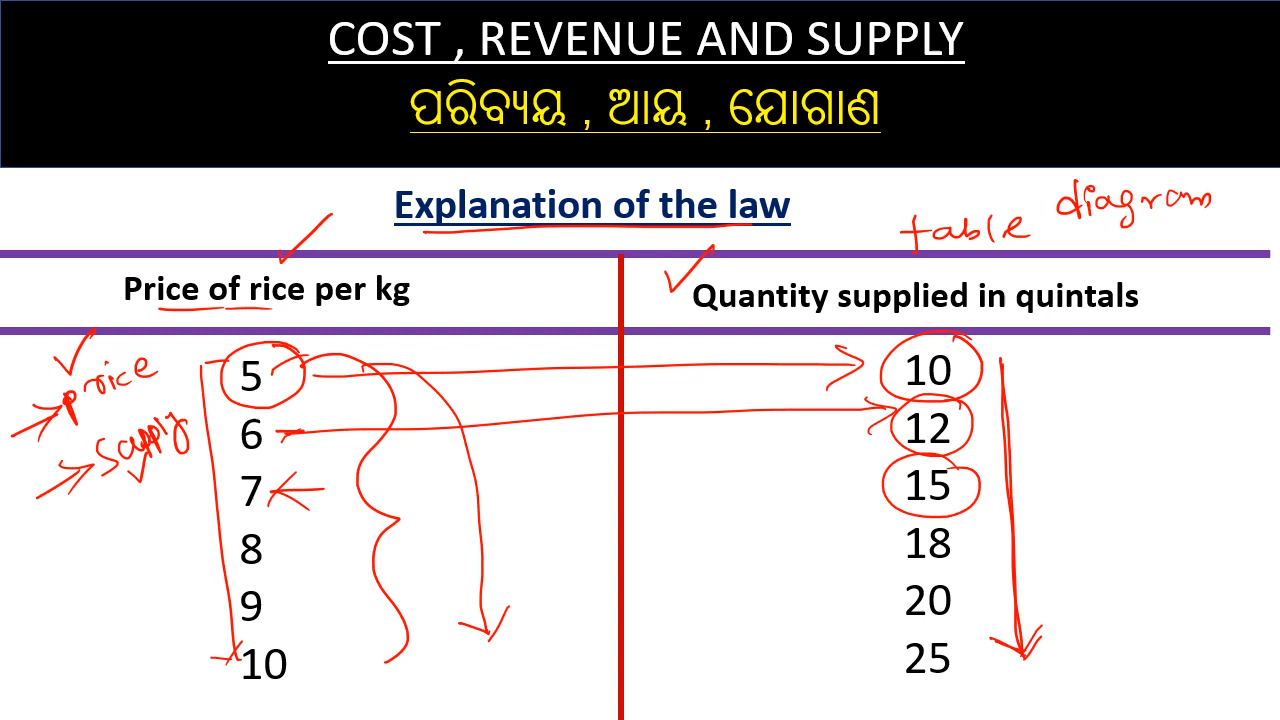 COST , REVENUE AND SUPPLY
ପରିବ୍ୟୟ , ଆୟ , ଯୋଗାଣ
Explanation of the law
table diagram
Price of rice per kg
Quantity supplied in quintals
price
supply
5 10
6 12
7 15
8 18
9 20
10 25